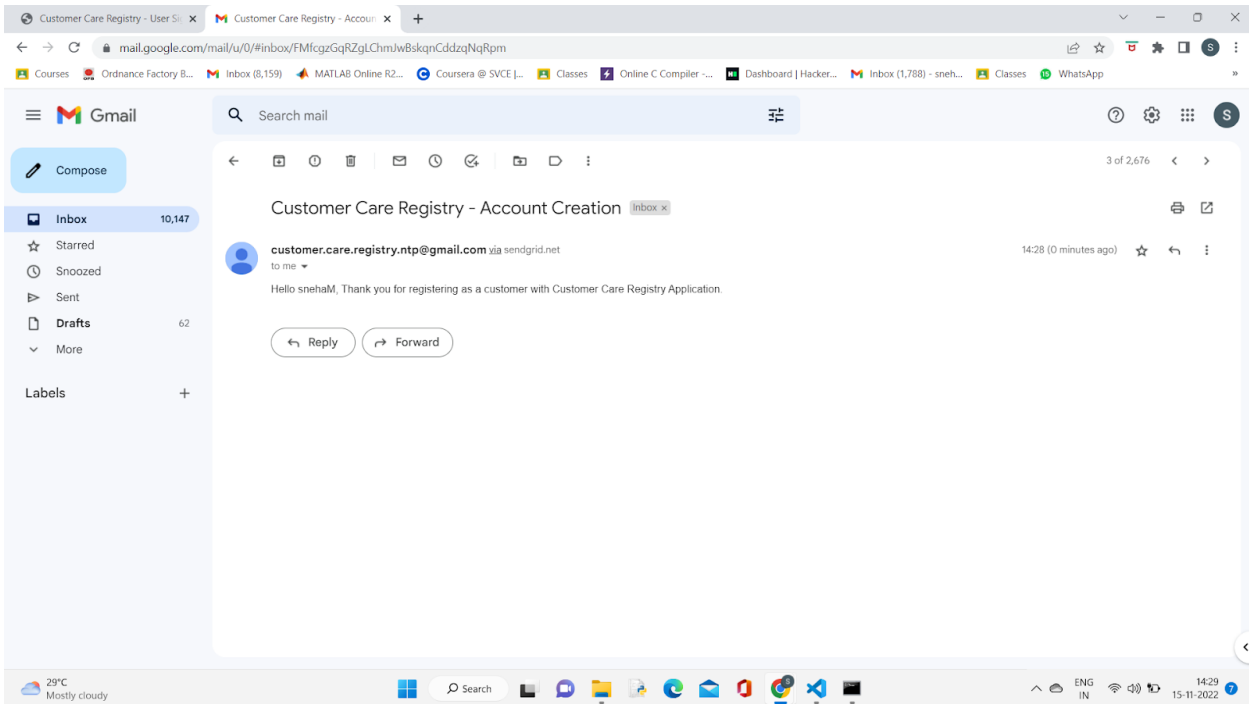 Customer Care Registry - User Si
Customer Care Registry - Accoun
mail.google.com/mail/u/0/#inbox/FMfcgzGqRZgLChmJwBskqnCddzqNqRpm
S
Courses
Ordnance Factory B...
Inbox (8,159)
MATLAB Online R2...
Coursera @ SVCE |...
Classes
Online C Compiler -...
Dashboard | Hacker...
Inbox (1,788) - sneh...
Classes
WhatsApp
Gmail
Search mail
S
Compose
3 of 2,676
Customer Care Registry - Account Creation
Inbox ×
Inbox 10,147
Starred
Snoozed
Sent
Drafts 62
More
Labels
customer.care.registry.ntp@gmail.com via sendgrid.net
14:28 (0 minutes ago)
to me
Hello snehaM, Thank you for registering as a customer with Customer Care Registry Application.
Reply
Forward
29°C
Mostly cloudy
Search
ENG
IN
14:29
15-11-2022
7